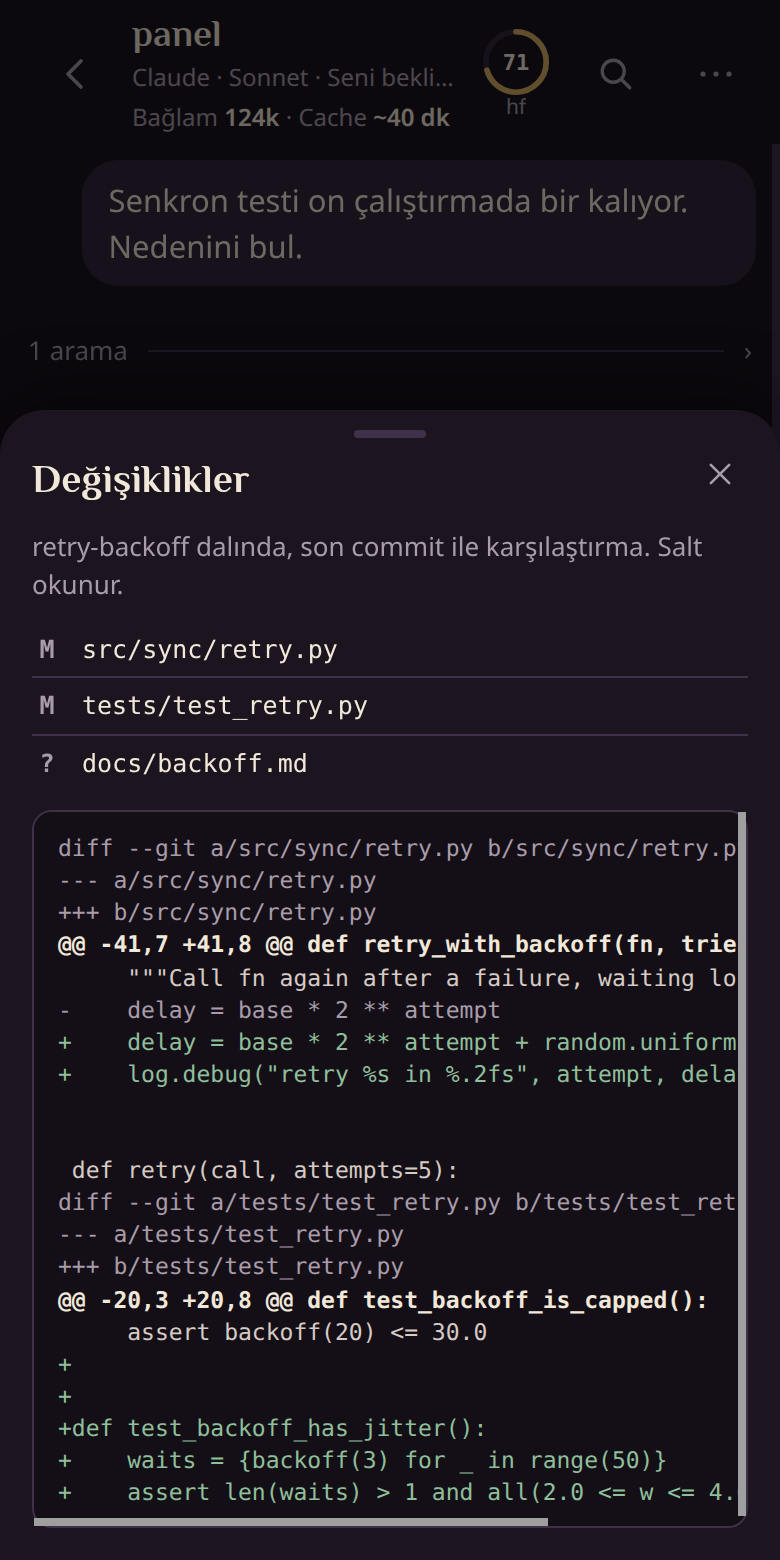 panel
Claude · Sonnet · Seni bekli…
Bağlam 124k · Cache ~40 dk
71
hf
Senkron testi on çalıştırmada bir kalıyor.
Nedenini bul.
1 arama
Değişiklikler
retry-backoff dalında, son commit ile karşılaştırma. Salt
okunur.
M src/sync/retry.py
M tests/test_retry.py
? docs/backoff.md
diff --git a/src/sync/retry.py b/src/sync/retry.p
--- a/src/sync/retry.py
+++ b/src/sync/retry.py
@@ -41,7 +41,8 @@ def retry_with_backoff(fn, trie
     """Call fn again after a failure, waiting lo
-    delay = base * 2 ** attempt
+    delay = base * 2 ** attempt + random.uniform
+    log.debug("retry %s in %.2fs", attempt, dela
 def retry(call, attempts=5):
diff --git a/tests/test_retry.py b/tests/test_ret
--- a/tests/test_retry.py
+++ b/tests/test_retry.py
@@ -20,3 +20,8 @@ def test_backoff_is_capped():
     assert backoff(20) <= 30.0
+
+
+def test_backoff_has_jitter():
+    waits = {backoff(3) for _ in range(50)}
+    assert len(waits) > 1 and all(2.0 <= w <= 4.